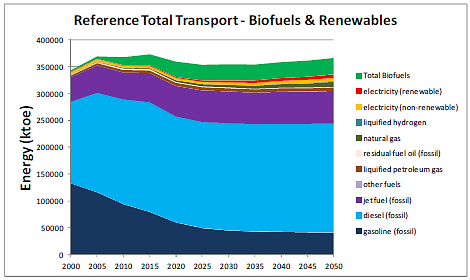 Reference Total Transport - Biofuels & Renewables
Energy (ktoe)
400000
350000
300000
250000
200000
150000
100000
50000
0
2000 2005 2010 2015 2020 2025 2030 2035 2040 2045 2050
Total Biofuels
electricity (renewable)
electricity (non-renewable)
liquified hydrogen
natural gas
residual fuel oil (fossil)
liquified petroleum gas
other fuels
jet fuel (fossil)
diesel (fossil)
gasoline (fossil)